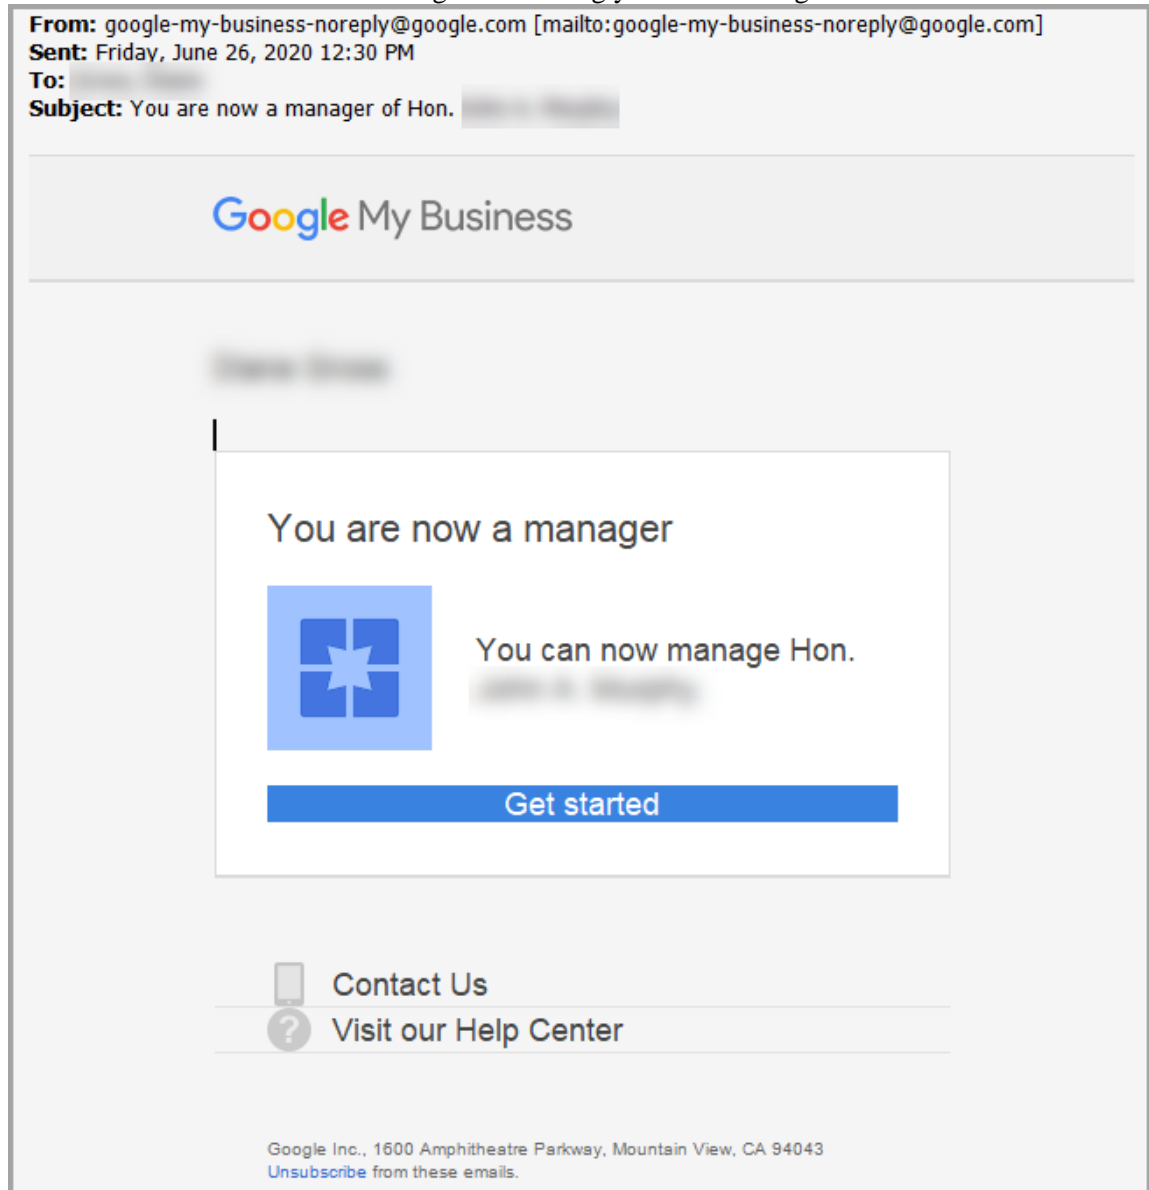 From: google-my-business-noreply@google.com [mailto:google-my-business-noreply@google.com]
Sent: Friday, June 26, 2020 12:30 PM
To:
Subject: You are now a manager of Hon.
Google My Business
You are now a manager
You can now manage Hon.
Get started
Contact Us
Visit our Help Center
Google Inc., 1600 Amphitheatre Parkway, Mountain View, CA 94043
Unsubscribe from these emails.